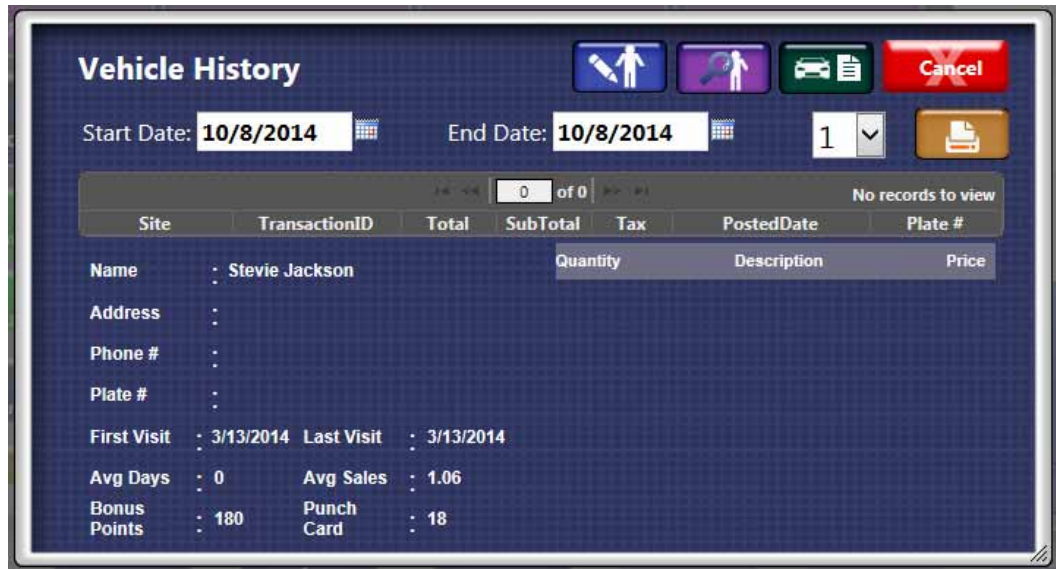 Vehicle History
Cancel
Start Date: 10/8/2014 End Date: 10/8/2014 1
0 of 0 No records to view
Site TransactionID Total SubTotal Tax PostedDate Plate #
Quantity Description Price
Name : Stevie Jackson
Address :
Phone # :
Plate # :
First Visit : 3/13/2014 Last Visit : 3/13/2014
Avg Days : 0 Avg Sales : 1.06
Bonus Points : 180 Punch Card : 18